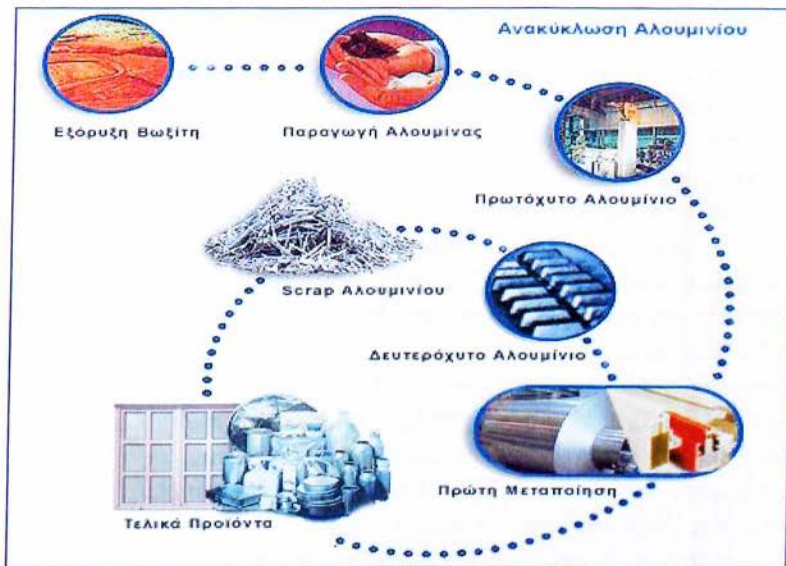 Ανακύκλωση Αλουμινίου
Εξόρυξη Βωξίτη
Παραγωγή Αλουμίνας
Πρωτόχυτο Αλουμίνιο
Scrap Αλουμινίου
Δευτερόχυτο Αλουμίνιο
Πρώτη Μεταποίηση
Τελικά Προϊόντα